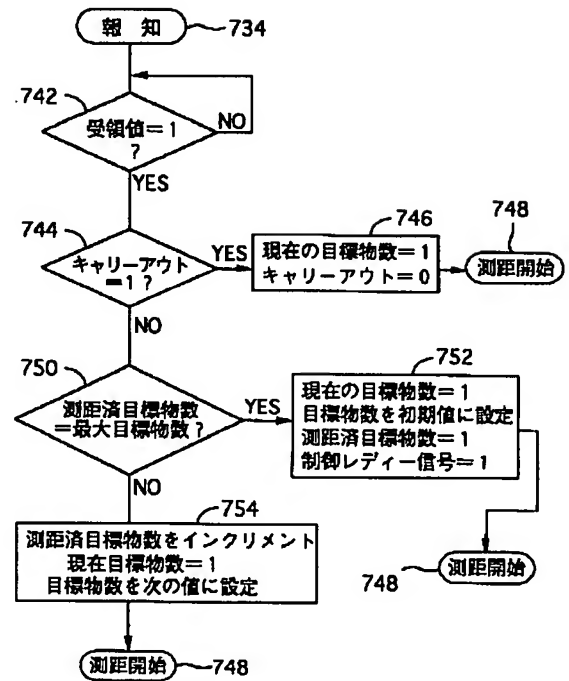 報 知
734
.742
受領値=1
?
NO
YES
744
キャリーアウト
=1 ?
YES
746
現在の目標物数=1
キャリーアウト=0
748
測距開始
NO
750
測距済目標物数
=最大目標物数 ?
YES
752
現在の目標物数=1
目標物数を初期値に設定
測距済目標物数=1
制御レディー信号=1
NO
754
測距済目標物数をインクリメント
現在目標物数=1
目標物数を次の値に設定
748
測距開始
測距開始
748